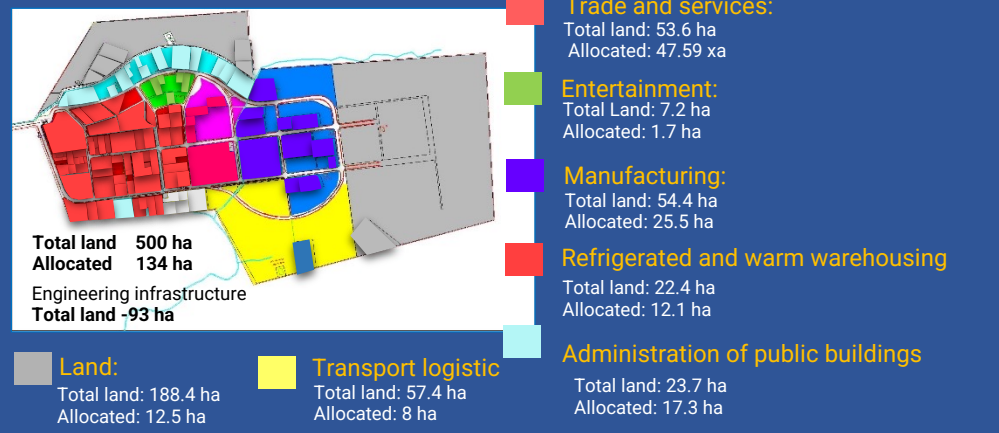 Trade and services:
Total land: 53.6 ha
Allocated: 47.59 xa
Entertainment:
Total Land: 7.2 ha
Allocated: 1.7 ha
Manufacturing:
Total land: 54.4 ha
Allocated: 25.5 ha
Refrigerated and warm warehousing
Total land: 22.4 ha
Allocated: 12.1 ha
Administration of public buildings
Total land: 23.7 ha
Allocated: 17.3 ha
Total land 500 ha
Allocated 134 ha
Engineering infrastructure
Total land -93 ha
Land:
Total land: 188.4 ha
Allocated: 12.5 ha
Transport logistic
Total land: 57.4 ha
Allocated: 8 ha